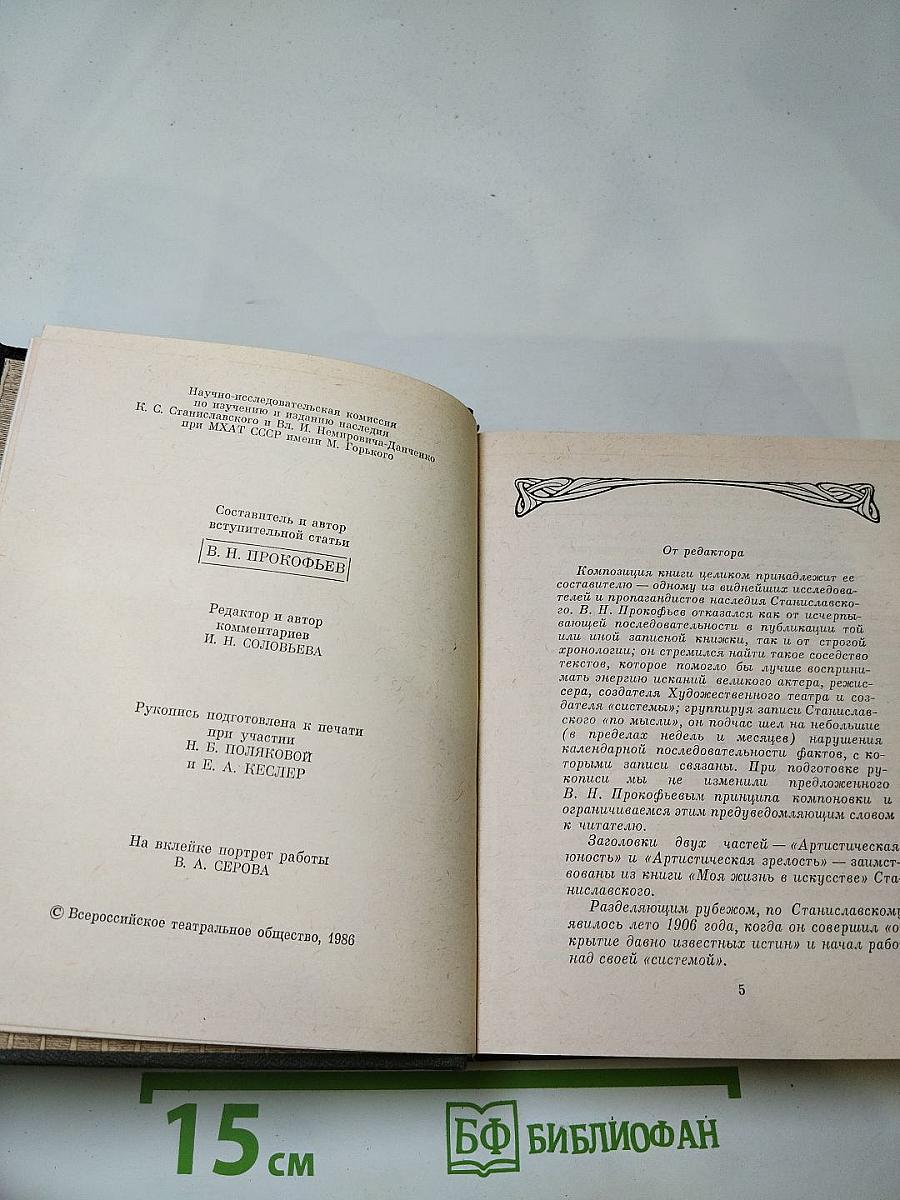 Научно-исследовательская комиссия
по изучению и изданию наследия
К. С. Станиславского и Вл. И. Немировича-Данченко
при МХАТ СССР имени М. Горького
Составитель и автор
вступительной статьи
В. Н. ПРОКОФЬЕВ
Редактор и автор
комментариев
И. Н. СОЛОВЬЕВА
Рукопись подготовлена к печати
при участии
Н. Б. ПОЛЯКОВОЙ
и Е. А. КЕСЛЕР
На вклейке портрет работы
В. А. СЕРОВА
© Всероссийское театральное общество, 1986
От редактора
Композиция книги целиком принадлежит ее
составителю — одному из виднейших исследова-
телей и пропагандистов наследия Станиславско-
го. В. Н. Прокофьев отказался как от исчерпы-
вающей последовательности в публикации той
или иной записной книжки, так и от строгой
хронологии; он стремился найти такое соседство
текстов, которое помогло бы лучше восприни-
мать энергию исканий великого актера, режис-
сера, создателя Художественного театра и соз-
дателя «системы»; группируя записи Станислав-
ского «по мысли», он подчас шел на небольшие
(в пределах недель и месяцев) нарушения
календарной последовательности фактов, с ко-
торыми записи связаны. При подготовке ру-
кописи мы не изменили предложенного
В. Н. Прокофьевым принципа компоновки и
ограничиваемся этим предуведомляющим словом
к читателю.
Заголовки двух частей — «Артистическая
юность» и «Артистическая зрелость» — заимст-
вованы из книги «Моя жизнь в искусстве» Ста-
ниславского.
Разделяющим рубежом, по Станиславскому
явилось лето 1906 года, когда он совершил «о
крытие давно известных истин» и начал рабо
над своей «системой».
5
15 см
БФ БИБЛИОФАН